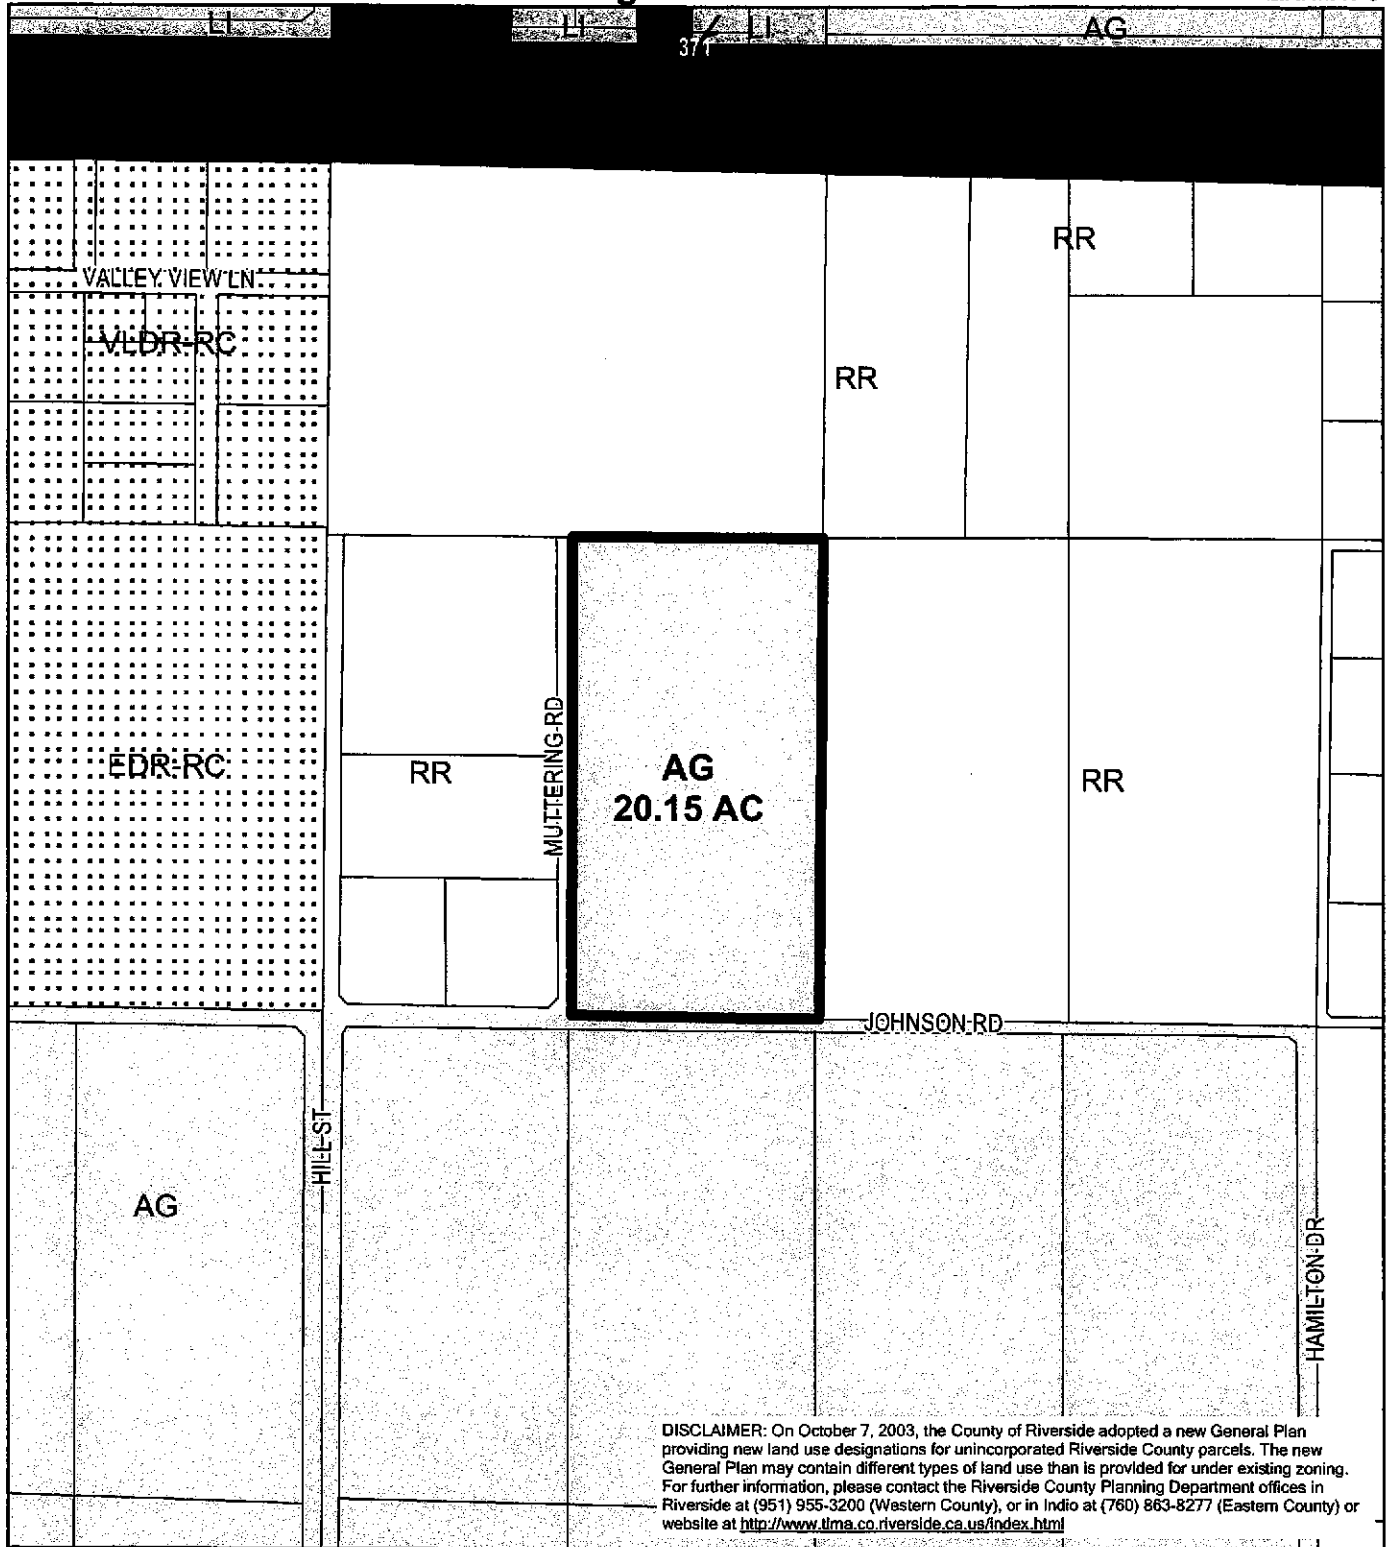 LI
LI
LI
AG
371
RR
VALLEY VIEW LN
VLDR-RC
RR
MUTTERING RD
EDR-RC
RR
AG
20.15 AC
RR
JOHNSON RD
HILL ST
AG
HAMILTON DR
DISCLAIMER: On October 7, 2003, the County of Riverside adopted a new General Plan
providing new land use designations for unincorporated Riverside County parcels. The new
General Plan may contain different types of land use than is provided for under existing zoning.
For further information, please contact the Riverside County Planning Department offices in
Riverside at (951) 955-3200 (Western County), or in Indio at (760) 863-8277 (Eastern County) or
website at http://www.tlma.co.riverside.ca.us/index.html